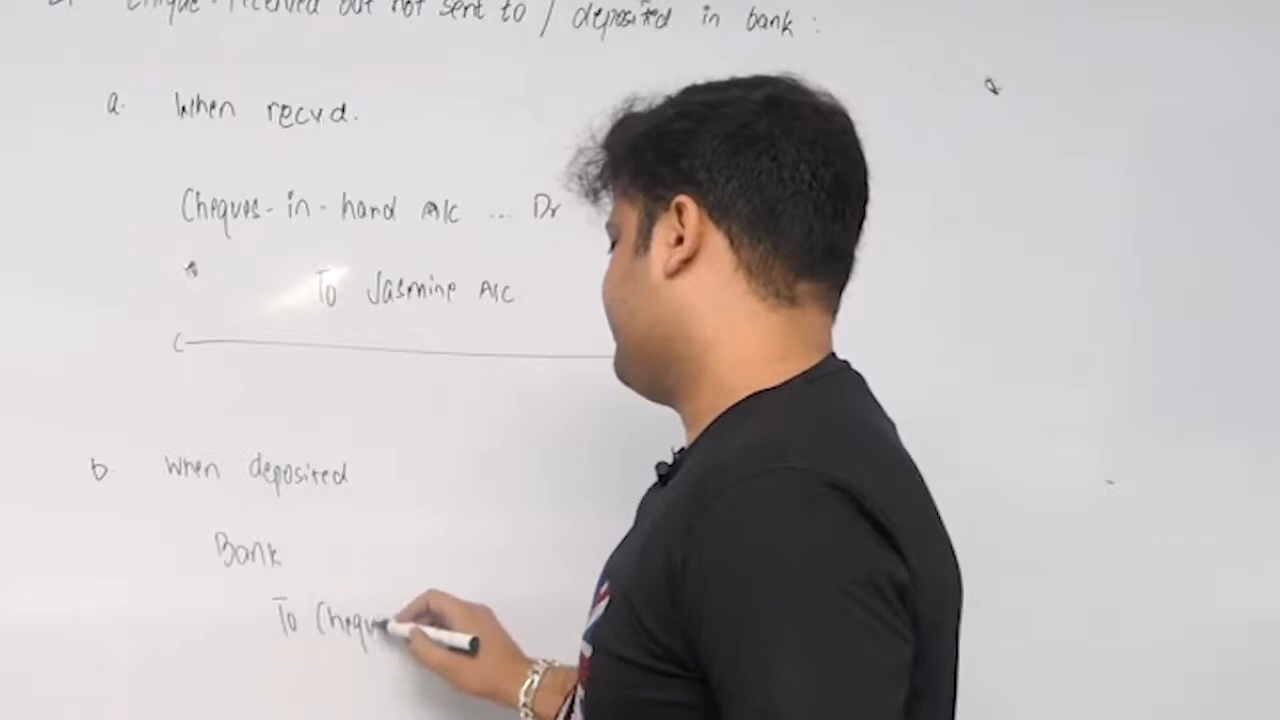 Cheque-received but not sent to / deposited in bank :
a. When recvd.
Cheques-in-hand A/c ... Dr
To Jasmine A/c
b. When deposited
Bank
To Chequ